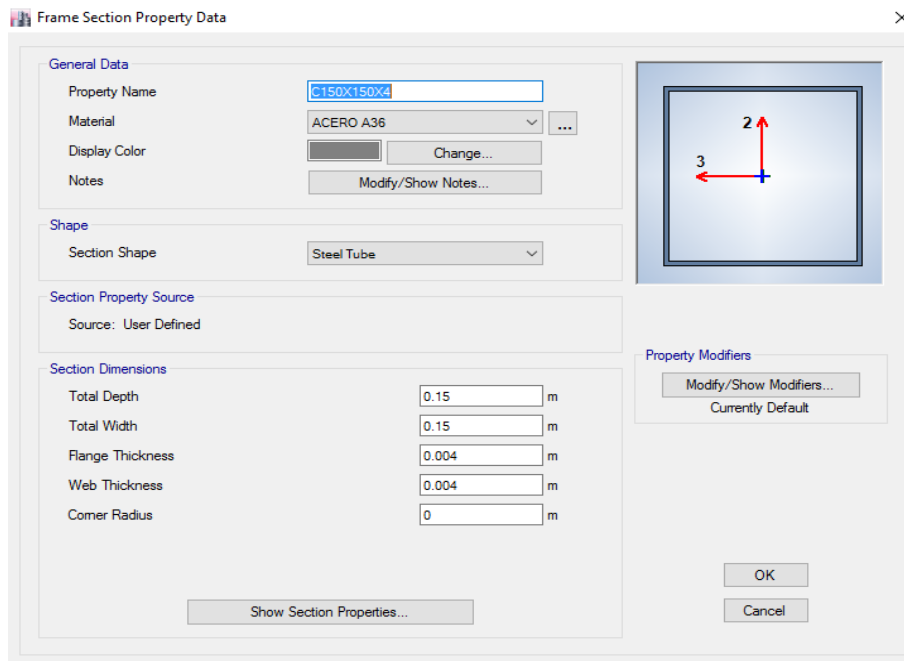 Frame Section Property Data
General Data
Property Name C150X150X4
Material ACERO A36 ...
Display Color Change...
Notes Modify/Show Notes...
Shape
Section Shape Steel Tube
Section Property Source
Source: User Defined
Section Dimensions
Total Depth 0.15 m
Total Width 0.15 m
Flange Thickness 0.004 m
Web Thickness 0.004 m
Corner Radius 0 m
Show Section Properties...
2
3
Property Modifiers
Modify/Show Modifiers...
Currently Default
OK
Cancel